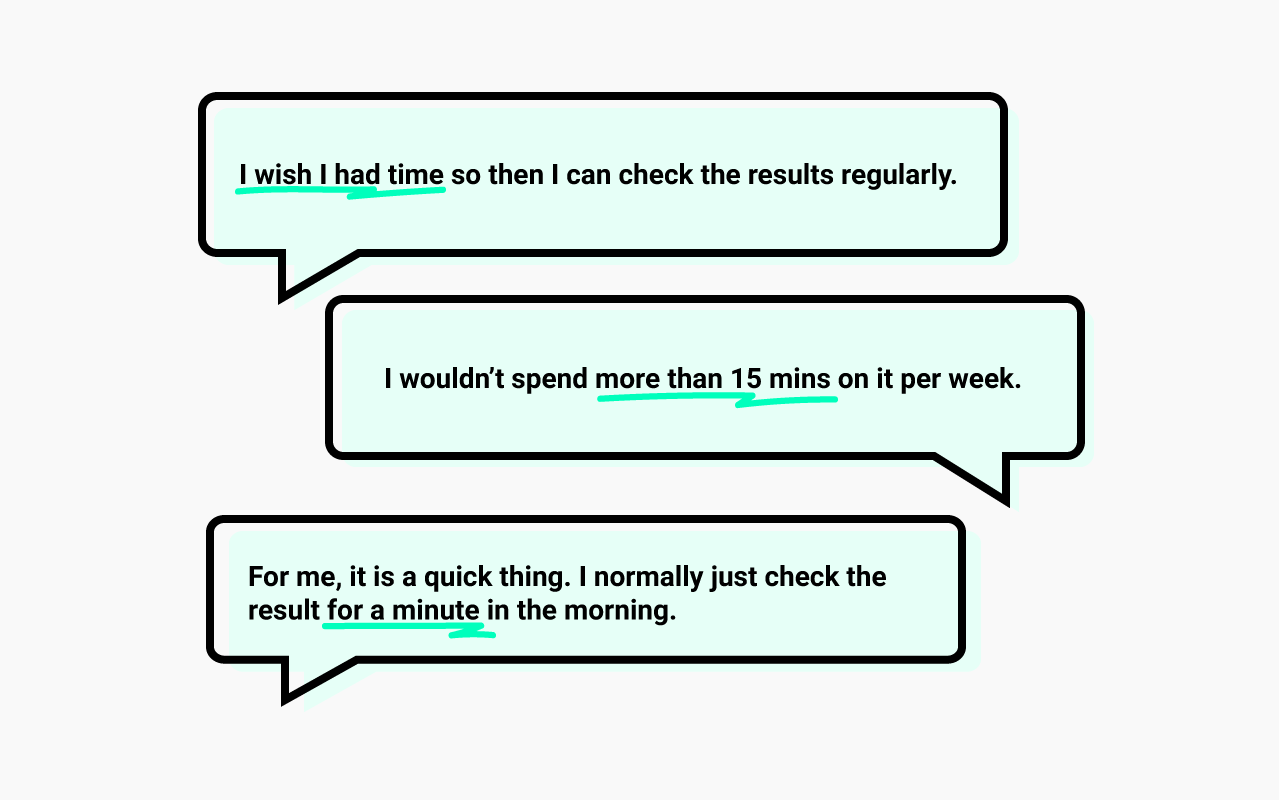 I wish I had time so then I can check the results regularly.
I wouldn’t spend more than 15 mins on it per week.
For me, it is a quick thing. I normally just check the
result for a minute in the morning.